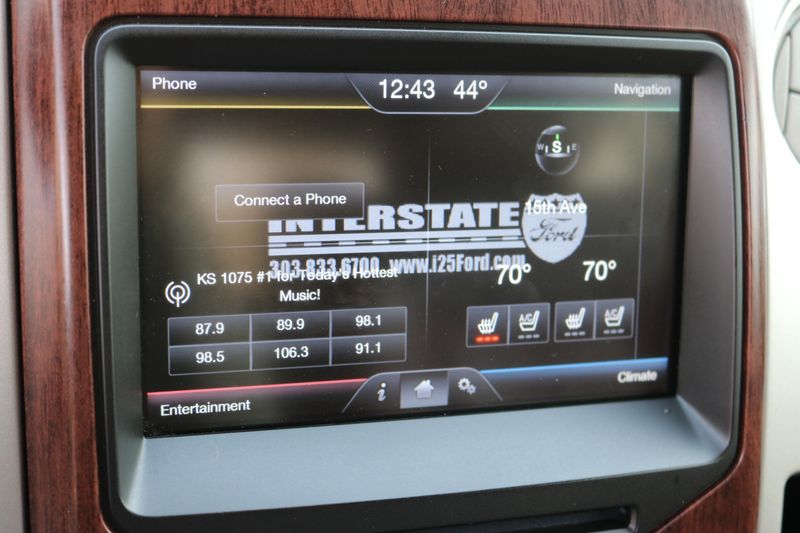 Phone
12:43 44°
Navigation
W S E
Connect a Phone
INTERSTATE
15th Ave
Ford
303.833.6700 www.i25Ford.com
KS 1075 #1 for Today's Hottest
Music!
70° 70°
87.9 89.9 98.1
98.5 106.3 91.1
A/C A/C
Entertainment
i
Climate